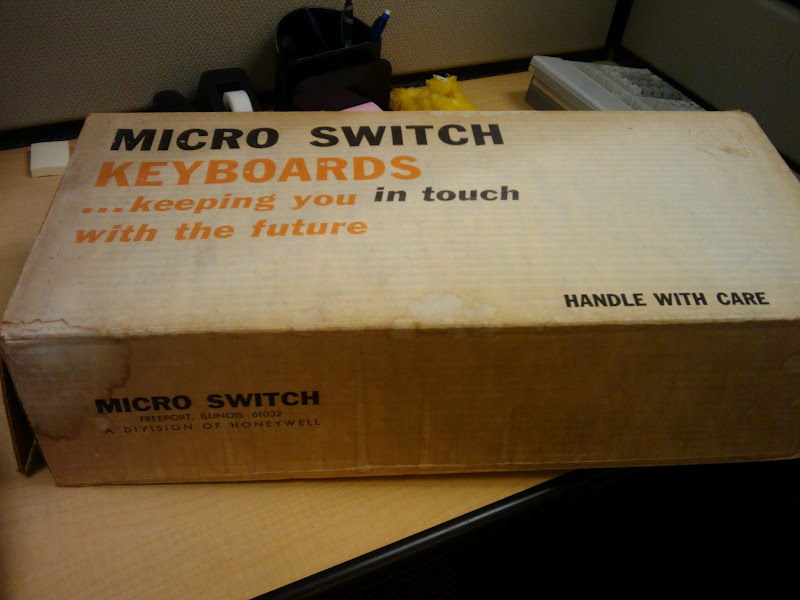 MICRO SWITCH
KEYBOARDS
...keeping you in touch
with the future
HANDLE WITH CARE
MICRO SWITCH
FREEPORT, ILLINOIS 61032
A DIVISION OF HONEYWELL